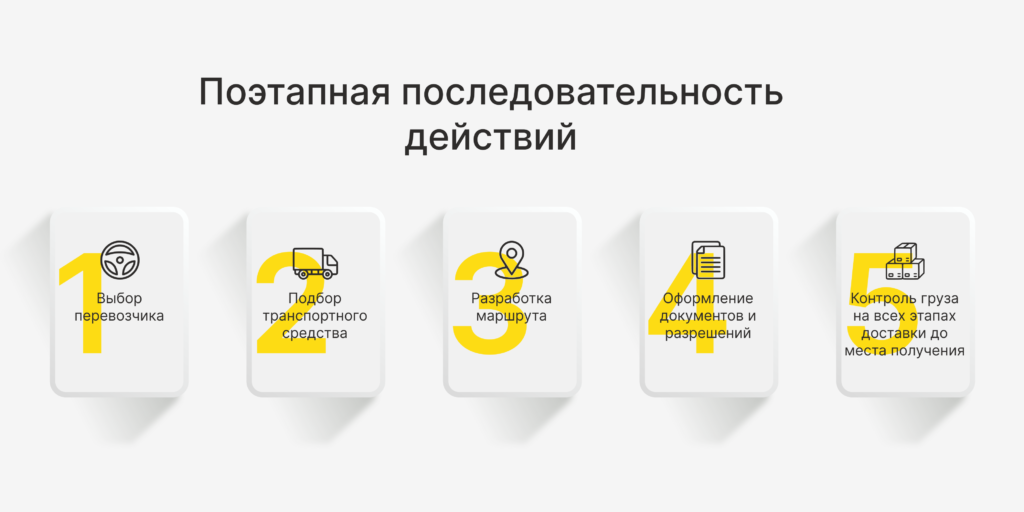 Поэтапная последовательность
действий
1
Выбор
перевозчика
2
Подбор
транспортного
средства
3
Разработка
маршрута
4
Оформление
документов и
разрешений
5
Контроль груза
на всех этапах
доставки до
места получения